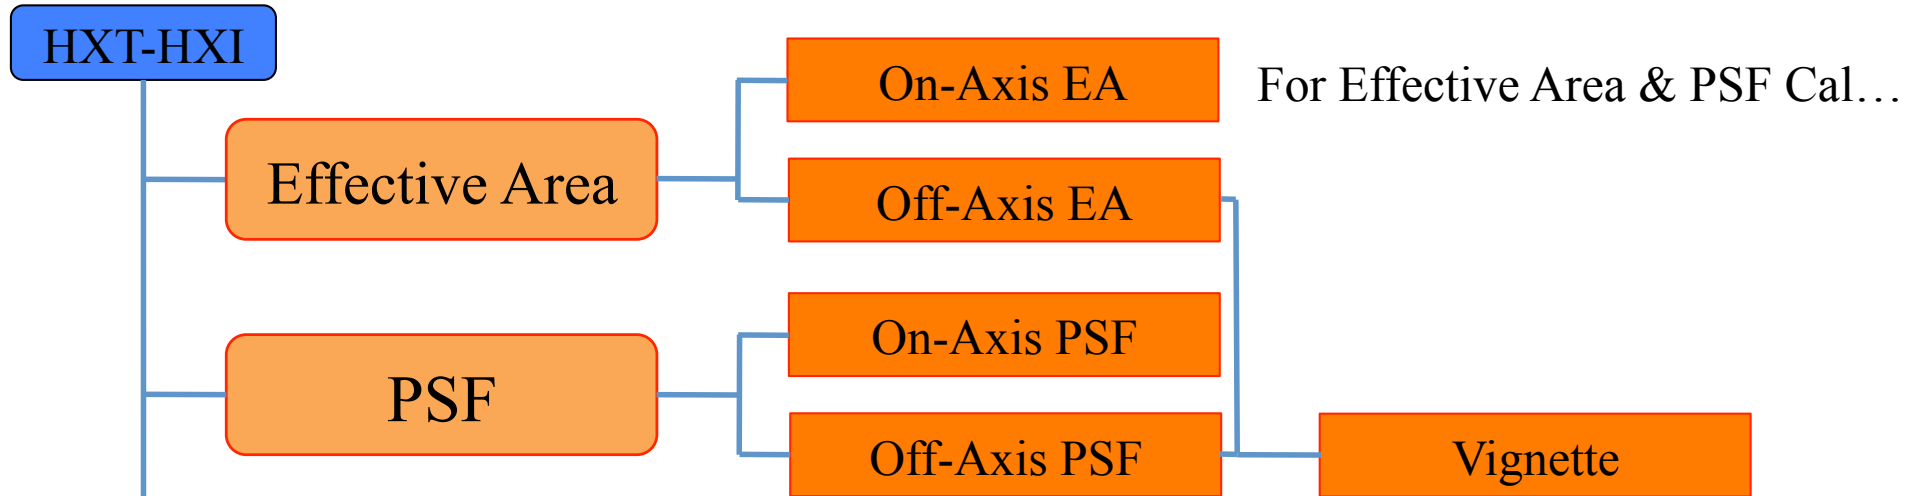 HXT-HXI
On-Axis EA
For Effective Area & PSF Cal…
Effective Area
Off-Axis EA
On-Axis PSF
PSF
Off-Axis PSF
Vignette